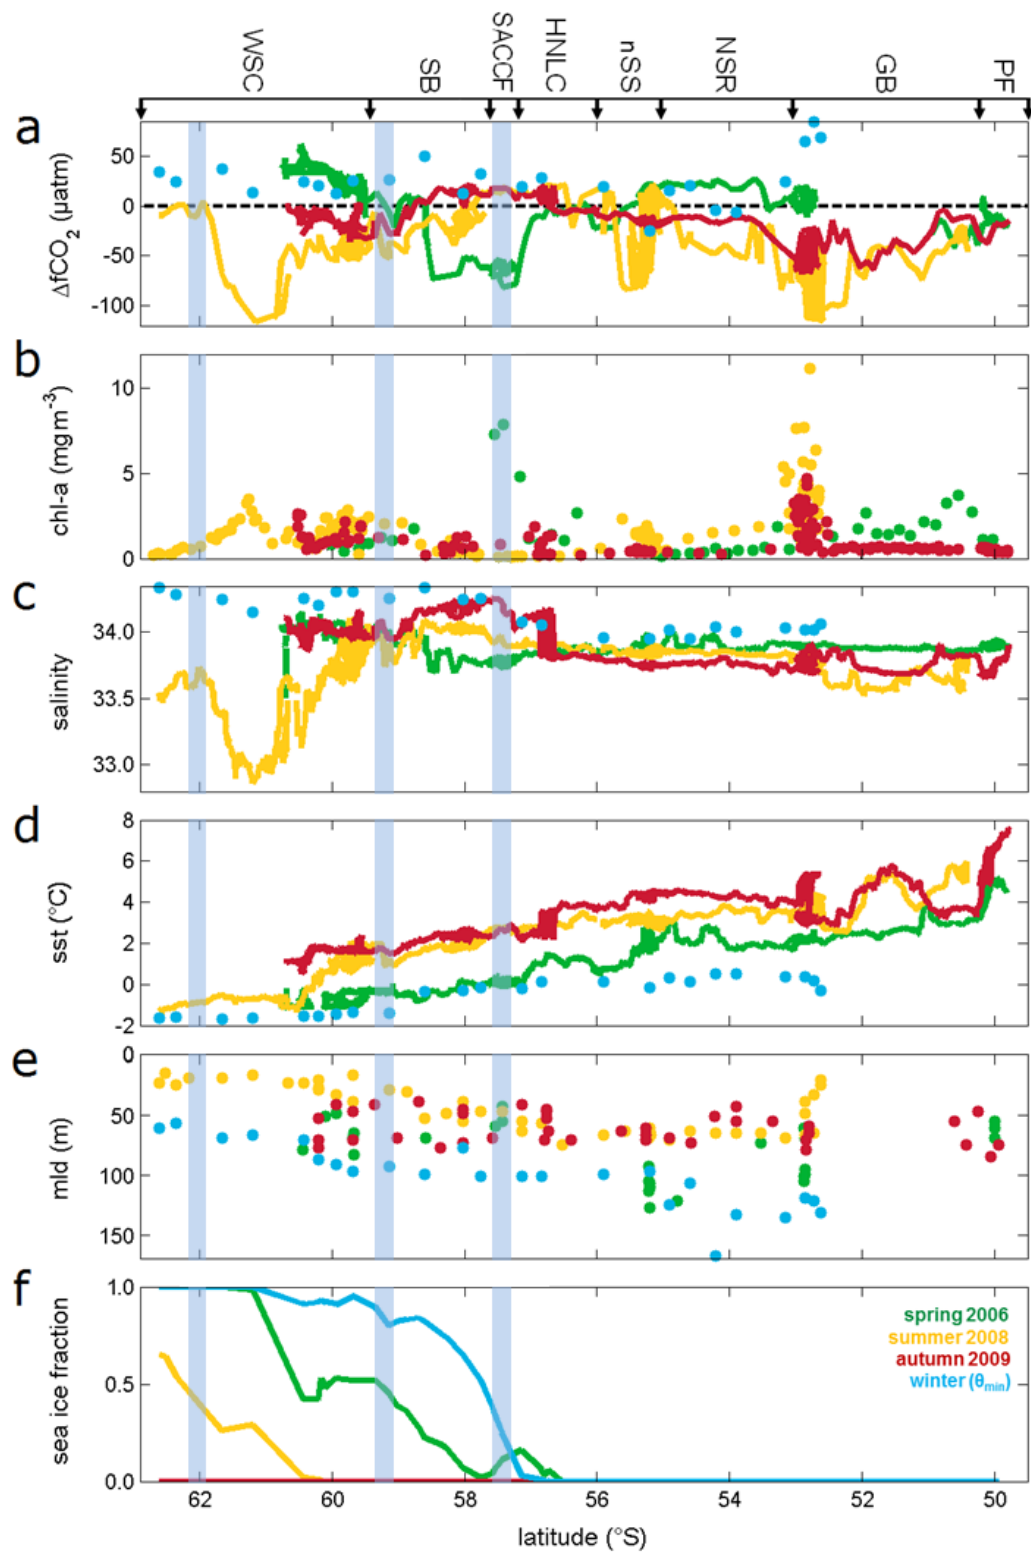 WSC SB SACCF HNLC nSS NSR GB PF
a
50
0
-50
-100
ΔfCO2 (µatm)
b
10
5
0
chl-a (mgm-3)
c
34.0
33.5
33.0
salinity
d
8
6
4
2
0
-2
sst (°C)
e
0
50
100
150
mld (m)
f
1.0
0.5
0.0
sea ice fraction
spring 2006
summer 2008
autumn 2009
winter (θmin)
62 60 58 56 54 52 50
latitude (°S)